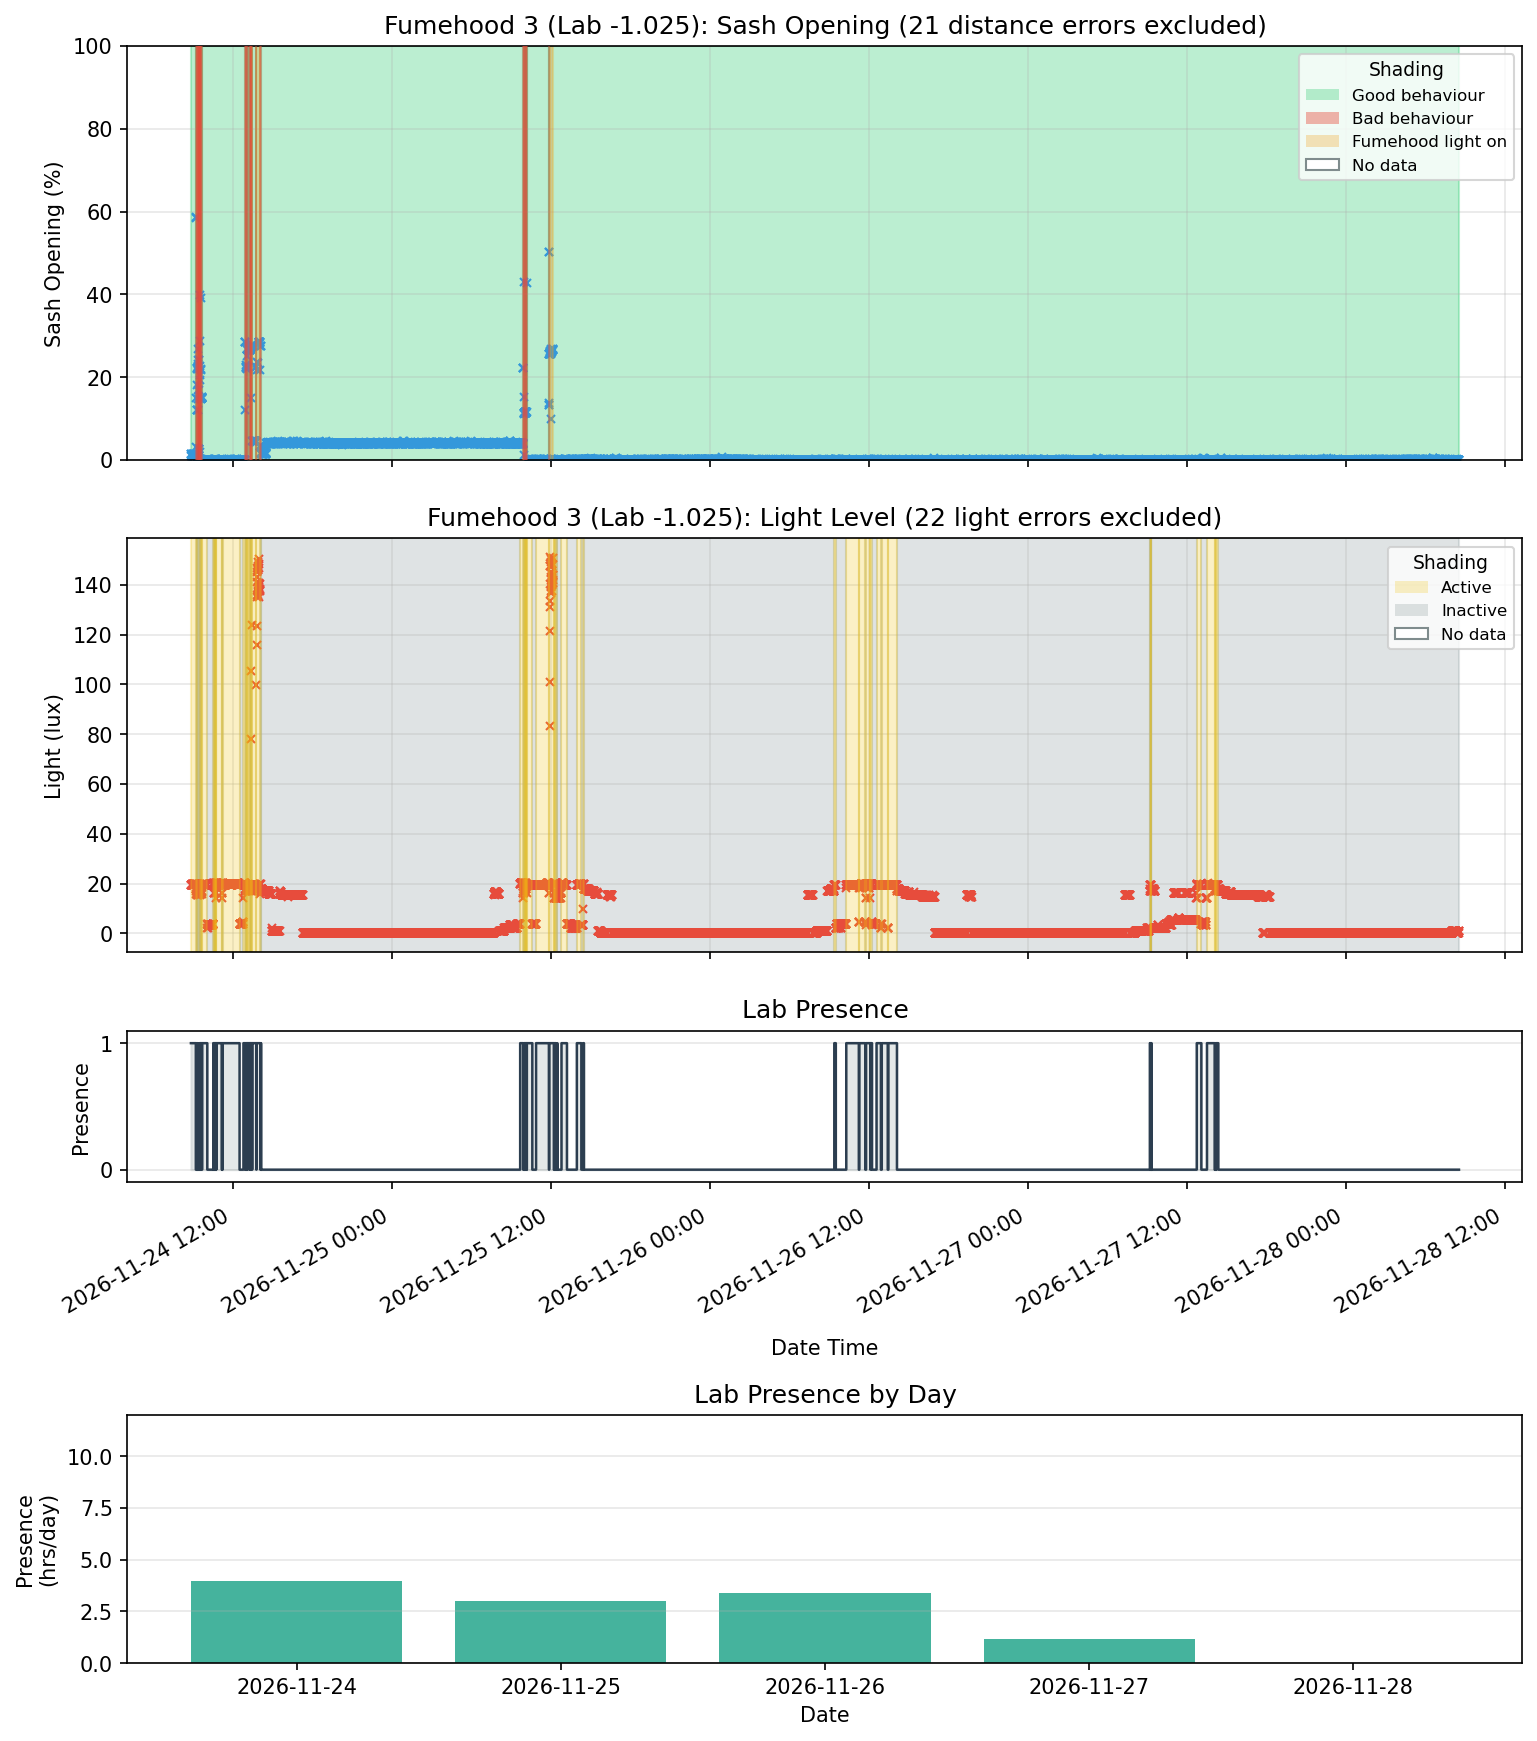 Fumehood 3 (Lab -1.025): Sash Opening (21 distance errors excluded)
Sash Opening (%)
100
80
60
40
20
0
Shading
Good behaviour
Bad behaviour
Fumehood light on
No data
Fumehood 3 (Lab -1.025): Light Level (22 light errors excluded)
Light (lux)
140
120
100
80
60
40
20
0
Shading
Active
Inactive
No data
Lab Presence
Presence
1
0
2026-11-24 12:00
2026-11-25 00:00
2026-11-25 12:00
2026-11-26 00:00
2026-11-26 12:00
2026-11-27 00:00
2026-11-27 12:00
2026-11-28 00:00
2026-11-28 12:00
Date Time
Lab Presence by Day
Presence
(hrs/day)
10.0
7.5
5.0
2.5
0.0
2026-11-24
2026-11-25
2026-11-26
2026-11-27
2026-11-28
Date